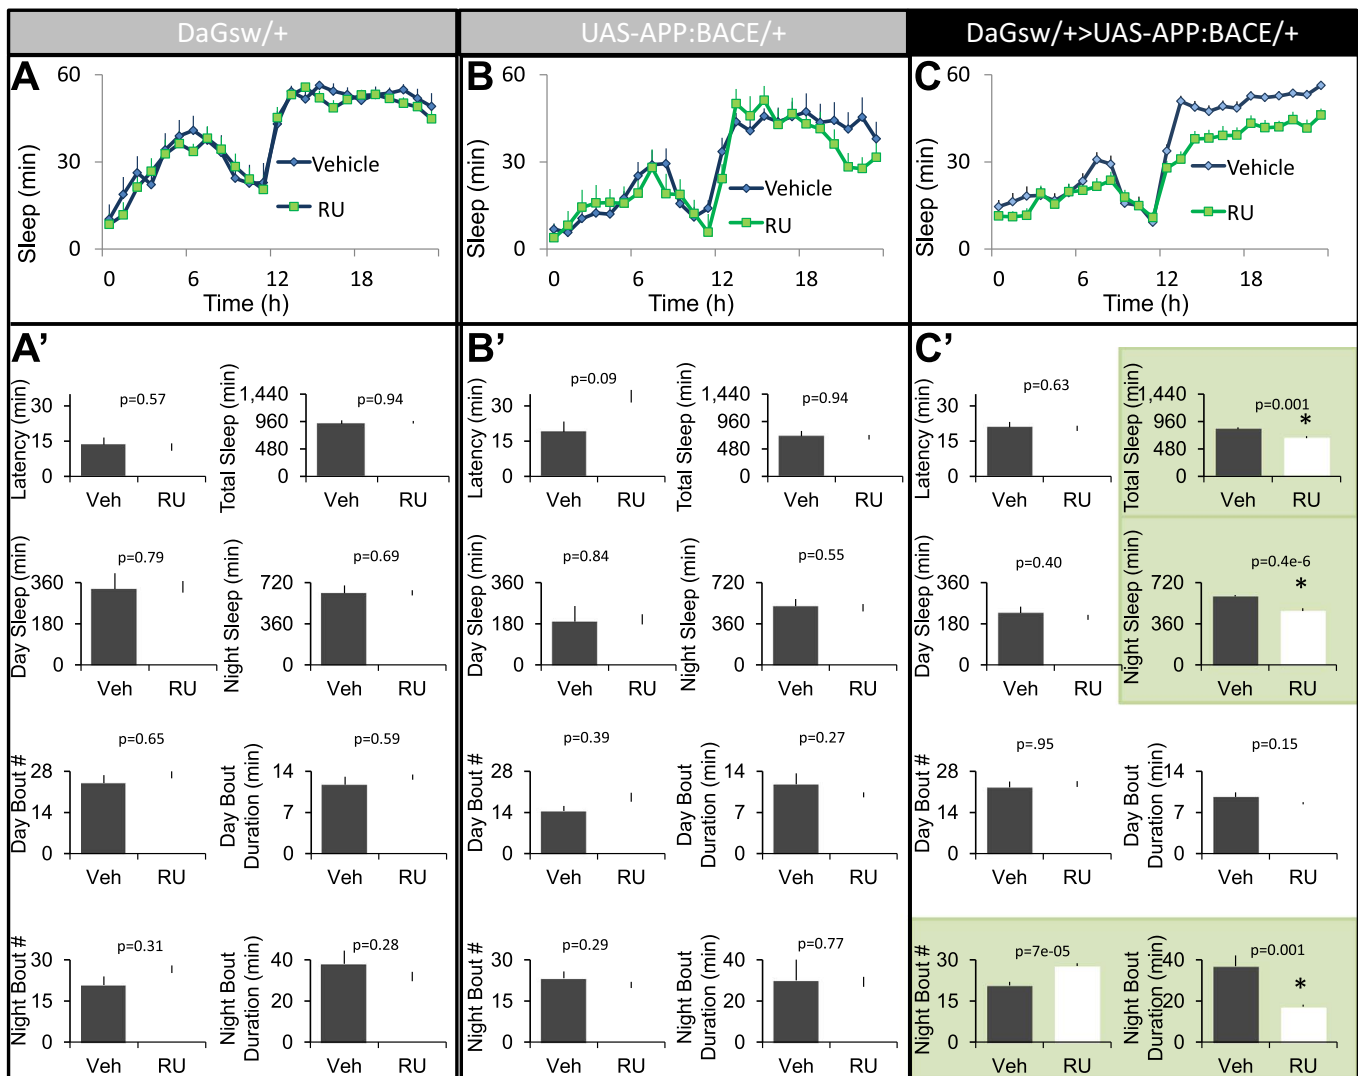 DaGsw/+
UAS-APP:BACE/+
DaGsw/+>UAS-APP:BACE/+
A
Sleep (min)
60
30
0
Vehicle
RU
0 6 12 18
Time (h)
B
Sleep (min)
60
30
0
Vehicle
RU
0 6 12 18
Time (h)
C
Sleep (min)
60
30
0
Vehicle
RU
0 6 12 18
Time (h)
A’
Latency (min)
30
15
0
p=0.57
Veh RU
Total Sleep (min)
1,440
960
480
0
p=0.94
Veh RU
Day Sleep (min)
360
180
0
p=0.79
Veh RU
Night Sleep (min)
720
360
0
p=0.69
Veh RU
Day Bout #
28
14
0
p=0.65
Veh RU
Day Bout
Duration (min)
14
7
0
p=0.59
Veh RU
Night Bout #
30
15
0
p=0.31
Veh RU
Night Bout
Duration (min)
40
20
0
p=0.28
Veh RU
B’
Latency (min)
30
15
0
p=0.09
Veh RU
Total Sleep (min)
1,440
960
480
0
p=0.94
Veh RU
Day Sleep (min)
360
180
0
p=0.84
Veh RU
Night Sleep (min)
720
360
0
p=0.55
Veh RU
Day Bout #
28
14
0
p=0.39
Veh RU
Day Bout
Duration (min)
14
7
0
p=0.27
Veh RU
Night Bout #
30
15
0
p=0.29
Veh RU
Night Bout
Duration (min)
40
20
0
p=0.77
Veh RU
C’
Latency (min)
30
15
0
p=0.63
Veh RU
Total Sleep (min)
1,440
960
480
0
p=0.001
*
Veh RU
Day Sleep (min)
360
180
0
p=0.40
Veh RU
Night Sleep (min)
720
360
0
p=0.4e-6
*
Veh RU
Day Bout #
28
14
0
p=.95
Veh RU
Day Bout
Duration (min)
14
7
0
p=0.15
Veh RU
Night Bout #
30
15
0
p=7e-05
Veh RU
Night Bout
Duration (min)
40
20
0
p=0.001
*
Veh RU